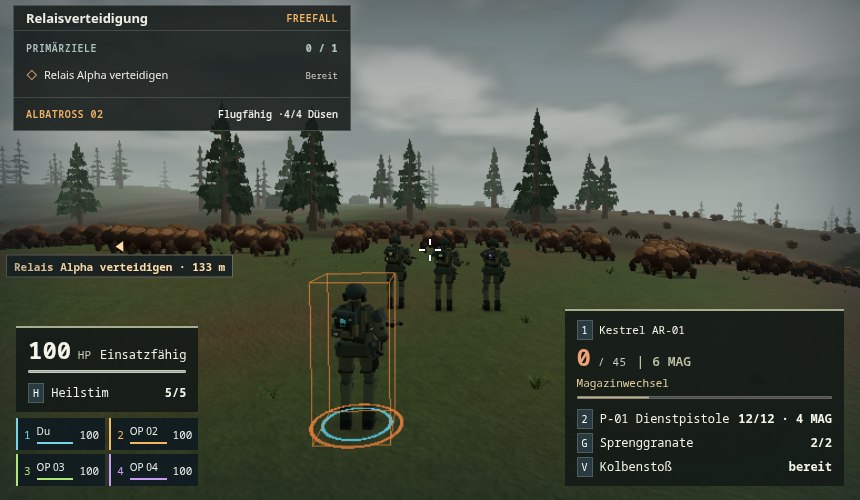 Relaisverteidigung FREEFALL
PRIMÄRZIELE 0 / 1
Relais Alpha verteidigen Bereit
ALBATROSS 02 Flugfähig ·4/4 Düsen
Relais Alpha verteidigen · 133 m
100 HP Einsatzfähig
H Heilstim 5/5
1 Du 100 2 OP 02 100
3 OP 03 100 4 OP 04 100
1 Kestrel AR-01
0 / 45 | 6 MAG
Magazinwechsel
2 P-01 Dienstpistole 12/12 · 4 MAG
G Sprenggranate 2/2
V Kolbenstoß bereit